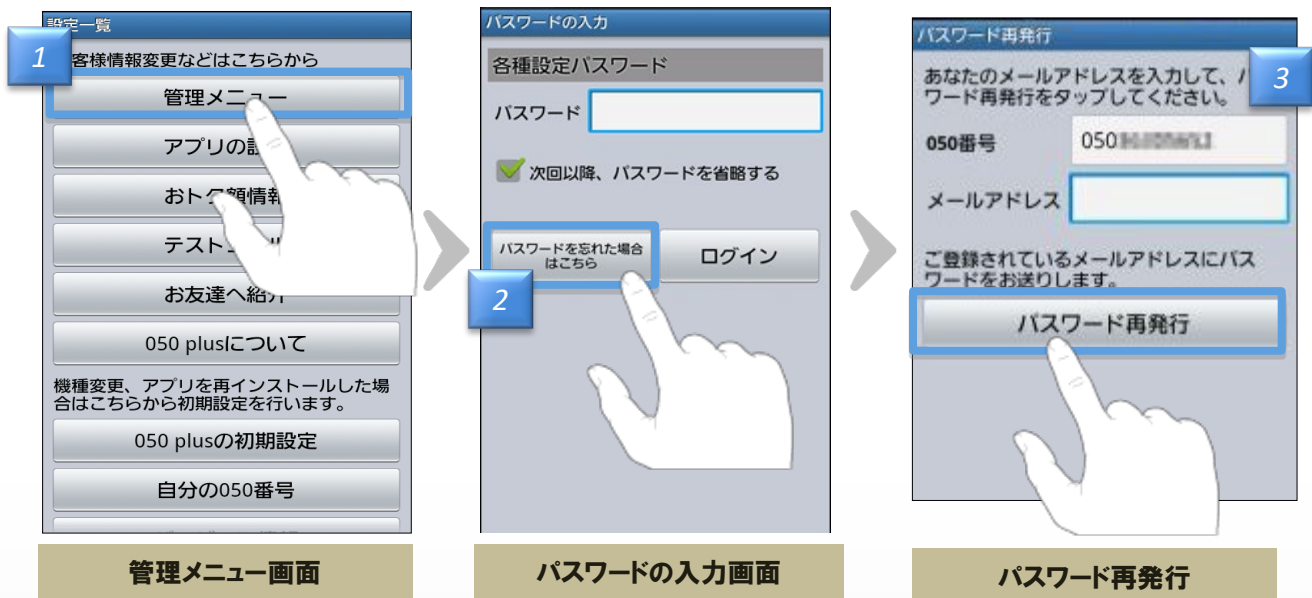 設定一覧
1
客様情報変更などはこちらから
管理メニュー
アプリの設
おトク額情報
テスト
お友達へ紹介
050 plusについて
機種変更、アプリを再インストールした場
合はこちらから初期設定を行います。
050 plusの初期設定
自分の050番号
管理メニュー画面
パスワードの入力
各種設定パスワード
パスワード
次回以降、パスワードを省略する
パスワードを忘れた場合
はこちら
ログイン
2
パスワードの入力画面
パスワード再発行
3
あなたのメールアドレスを入力して、パ
ワード再発行をタップしてください。
050番号
050
メールアドレス
ご登録されているメールアドレスにパス
ワードをお送りします。
パスワード再発行
パスワード再発行